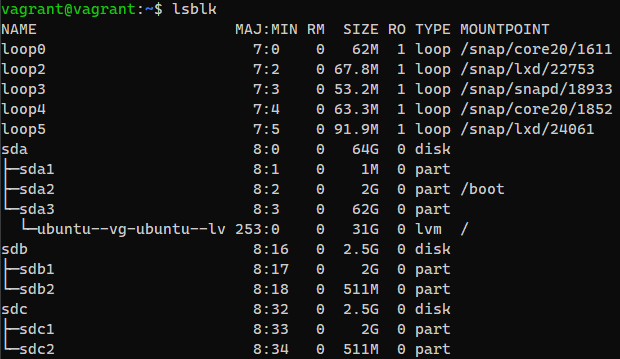 vagrant@vagrant:~$ lsblk
NAME                      MAJ:MIN RM  SIZE RO TYPE MOUNTPOINT
loop0                       7:0    0   62M  1 loop /snap/core20/1611
loop2                       7:2    0 67.8M  1 loop /snap/lxd/22753
loop3                       7:3    0 53.2M  1 loop /snap/snapd/18933
loop4                       7:4    0 63.3M  1 loop /snap/core20/1852
loop5                       7:5    0 91.9M  1 loop /snap/lxd/24061
sda                         8:0    0   64G  0 disk
├─sda1                      8:1    0    1M  0 part
├─sda2                      8:2    0    2G  0 part /boot
└─sda3                      8:3    0   62G  0 part
  └─ubuntu--vg-ubuntu--lv 253:0    0   31G  0 lvm  /
sdb                         8:16   0  2.5G  0 disk
├─sdb1                      8:17   0    2G  0 part
└─sdb2                      8:18   0  511M  0 part
sdc                         8:32   0  2.5G  0 disk
├─sdc1                      8:33   0    2G  0 part
└─sdc2                      8:34   0  511M  0 part